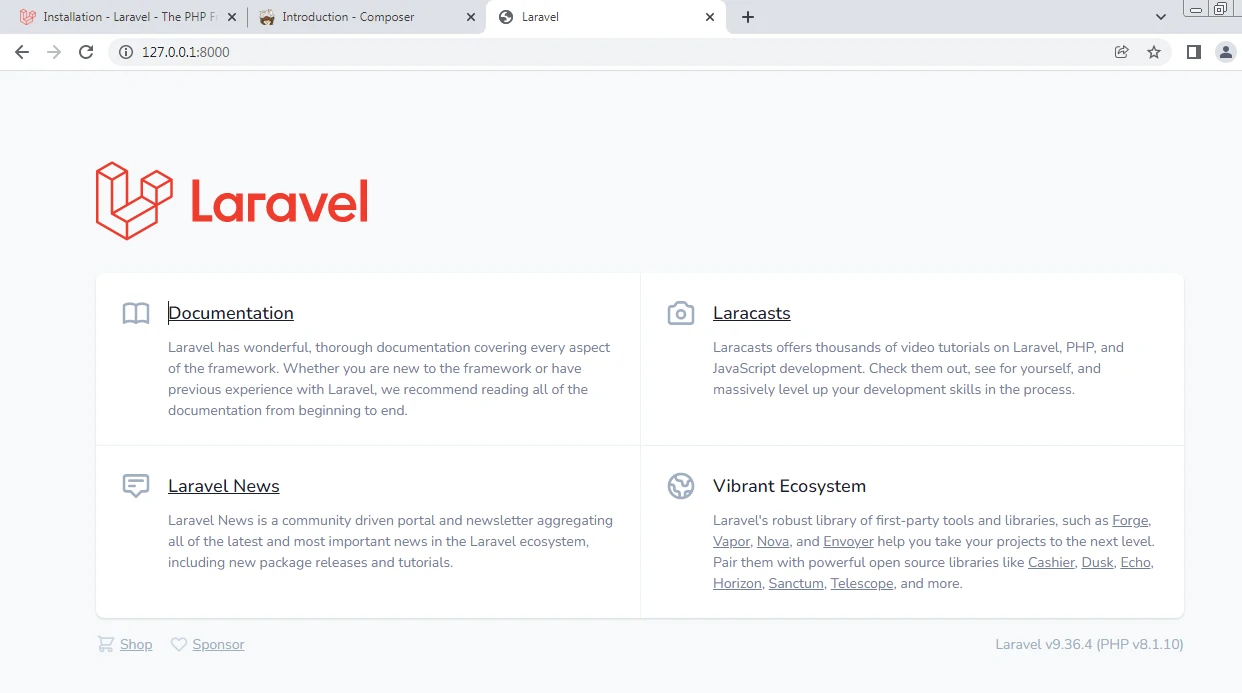 Installation - Laravel - The PHP Fr
Introduction - Composer
Laravel
127.0.0.1:8000
Laravel
Documentation
Laravel has wonderful, thorough documentation covering every aspect
of the framework. Whether you are new to the framework or have
previous experience with Laravel, we recommend reading all of the
documentation from beginning to end.
Laracasts
Laracasts offers thousands of video tutorials on Laravel, PHP, and
JavaScript development. Check them out, see for yourself, and
massively level up your development skills in the process.
Laravel News
Laravel News is a community driven portal and newsletter aggregating
all of the latest and most important news in the Laravel ecosystem,
including new package releases and tutorials.
Vibrant Ecosystem
Laravel's robust library of first-party tools and libraries, such as Forge,
Vapor, Nova, and Envoyer help you take your projects to the next level.
Pair them with powerful open source libraries like Cashier, Dusk, Echo,
Horizon, Sanctum, Telescope, and more.
Shop
Sponsor
Laravel v9.36.4 (PHP v8.1.10)